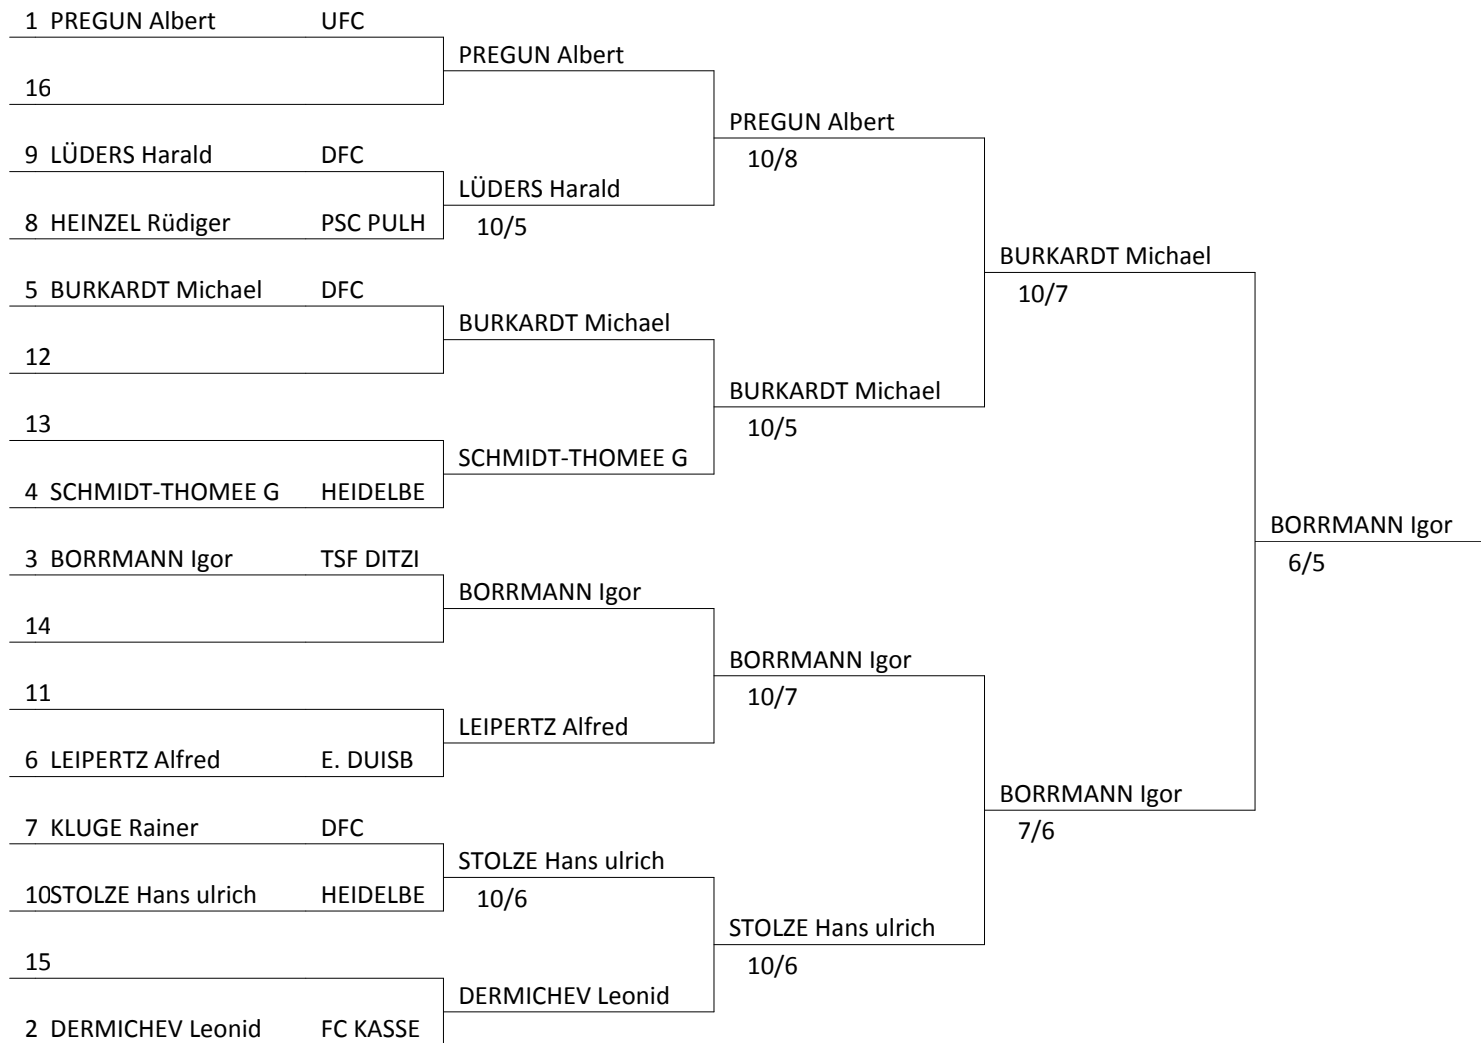 1 PREGUN Albert UFC
PREGUN Albert
16
PREGUN Albert
9 LÜDERS Harald DFC
10/8
LÜDERS Harald
8 HEINZEL Rüdiger PSC PULH
10/5
BURKARDT Michael
5 BURKARDT Michael DFC
10/7
BURKARDT Michael
12
BURKARDT Michael
13
10/5
SCHMIDT-THOMEE G
4 SCHMIDT-THOMEE G HEIDELBE
BORRMANN Igor
3 BORRMANN Igor TSF DITZI
6/5
BORRMANN Igor
14
BORRMANN Igor
11
10/7
LEIPERTZ Alfred
6 LEIPERTZ Alfred E. DUISB
BORRMANN Igor
7 KLUGE Rainer DFC
7/6
STOLZE Hans ulrich
10STOLZE Hans ulrich HEIDELBE
10/6
STOLZE Hans ulrich
15
10/6
DERMICHEV Leonid
2 DERMICHEV Leonid FC KASSE